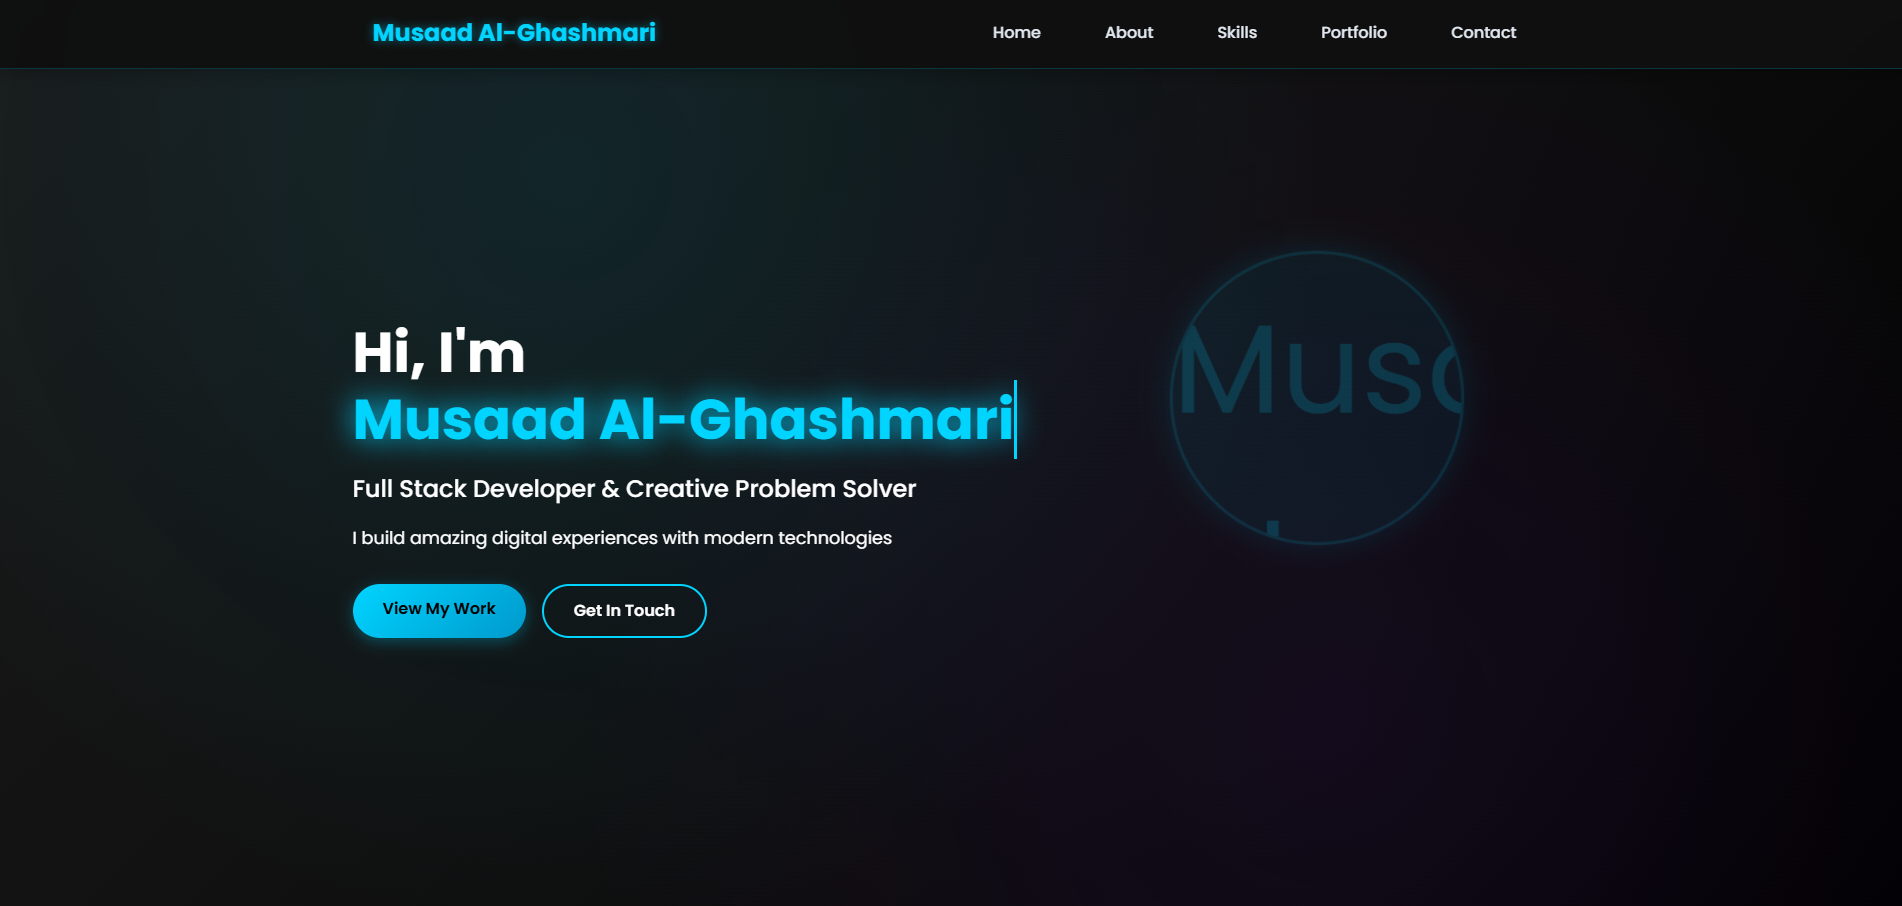 Musaad Al-Ghashmari
Home About Skills Portfolio Contact
Hi, I'm
Musaad Al-Ghashmari
Full Stack Developer & Creative Problem Solver
I build amazing digital experiences with modern technologies
View My Work Get In Touch